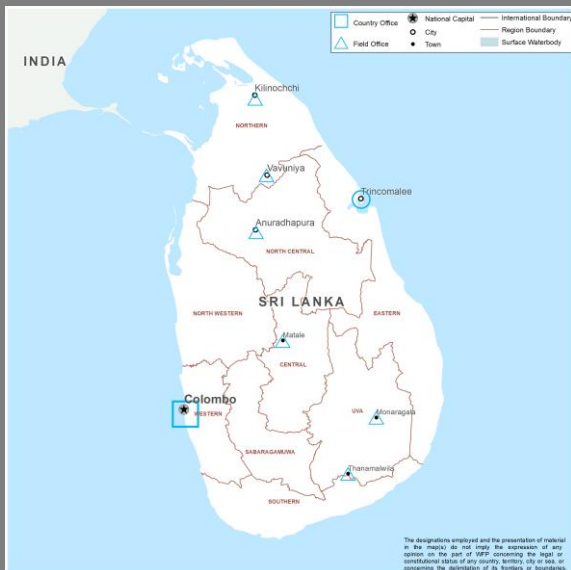 Country Office
Field Office
National Capital
City
Town
International Boundary
Region Boundary
Surface Waterbody
INDIA
Kilinochchi
NORTHERN
Vavuniya
Trincomalee
Anuradhapura
NORTH CENTRAL
SRI LANKA
NORTH WESTERN
EASTERN
Matale
CENTRAL
Colombo
WESTERN
UVA
Monaragala
SABARAGAMUWA
Thanamalwila
SOUTHERN
The designations employed and the presentation of material
in the map(s) do not imply the expression of any
opinion on the part of WFP concerning the legal or
constitutional status of any country, territory, city or sea, or
concerning the delimitation of its frontiers or boundaries.